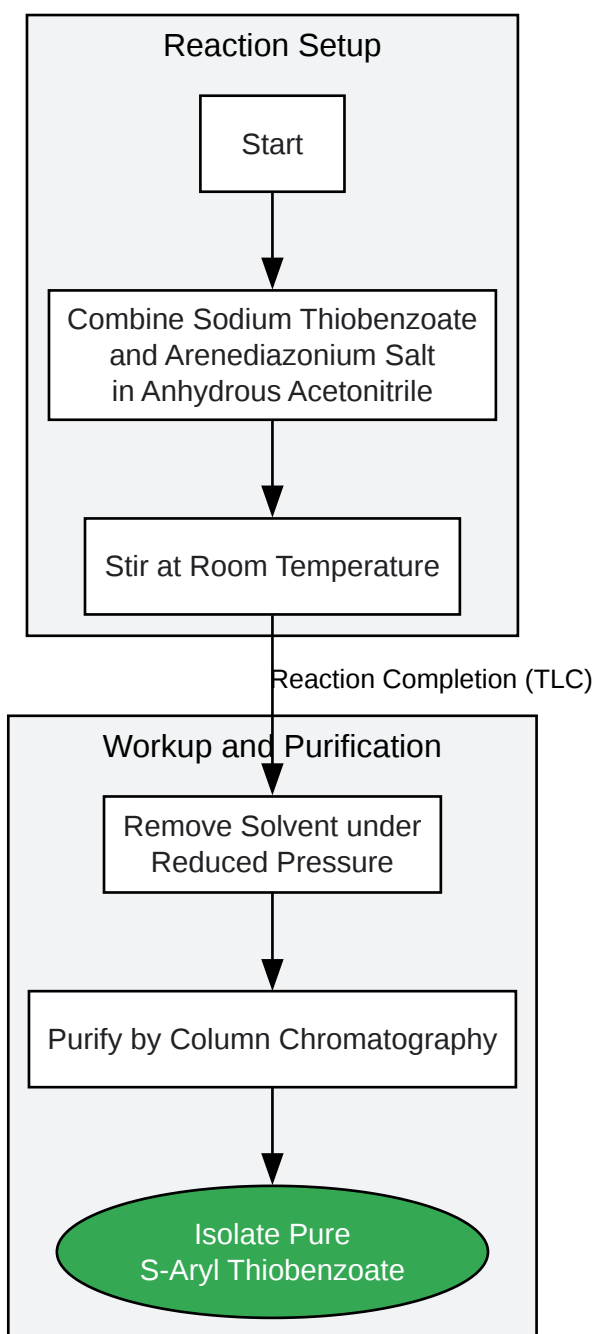 Reaction Setup
Start
Combine Sodium Thiobenzoate
and Arenediazonium Salt
in Anhydrous Acetonitrile
Stir at Room Temperature
Reaction Completion (TLC)
Workup and Purification
Remove Solvent under
Reduced Pressure
Purify by Column Chromatography
Isolate Pure
S-Aryl Thiobenzoate